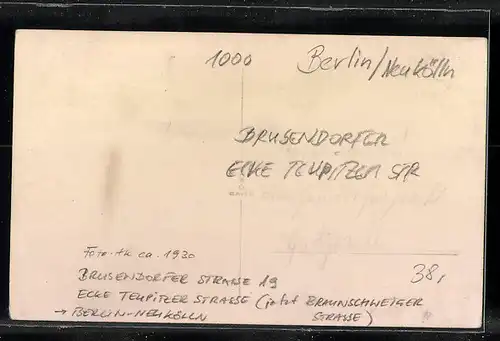 1000 Berlin/Neukölln
BRUSENDORFER
ECKE TEUPITZER STR
Foto-AK ca. 1930
BRUSENDORFER STRASSE 19
38,
ECKE TEUPITZER STRASSE (jetzt BRAUNSCHWEIGER
→ BERLIN-NEUKÖLLN STRASSE)